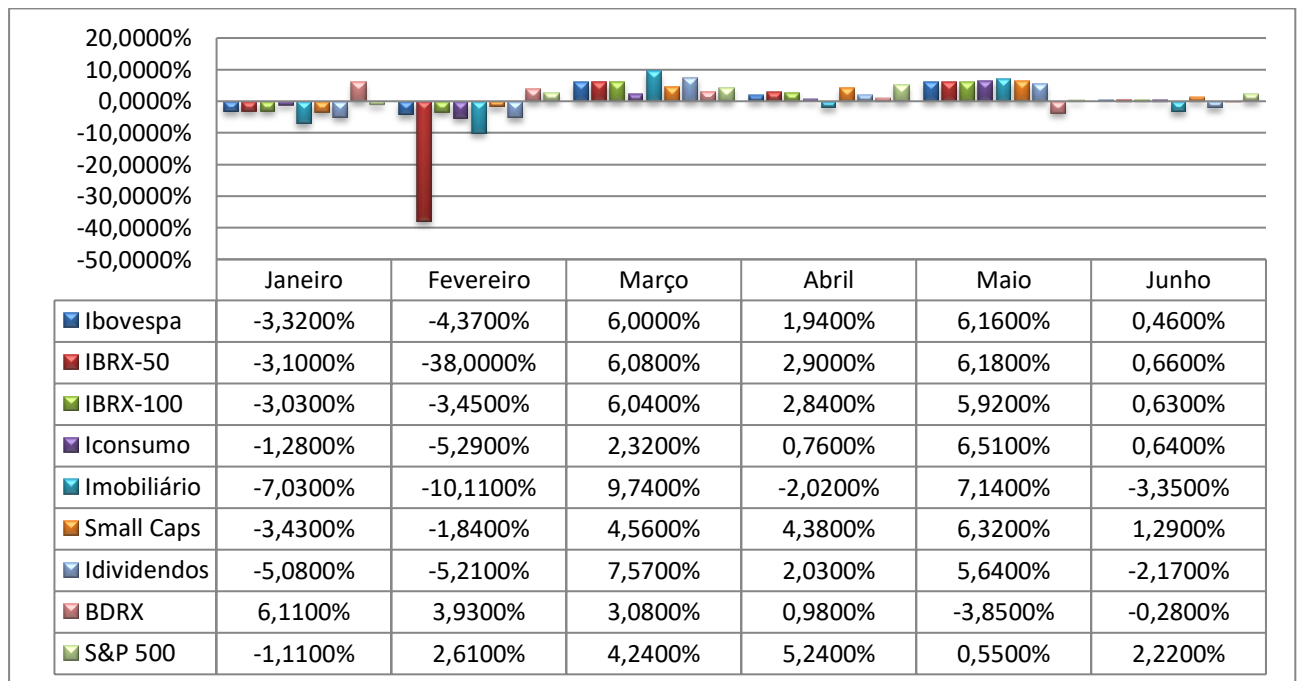 20,0000%
10,0000%
0,0000%
-10,0000%
-20,0000%
-30,0000%
-40,0000%
-50,0000%
Janeiro Fevereiro Março Abril Maio Junho
Ibovespa -3,3200% -4,3700% 6,0000% 1,9400% 6,1600% 0,4600%
IBRX-50 -3,1000% -38,0000% 6,0800% 2,9000% 6,1800% 0,6600%
IBRX-100 -3,0300% -3,4500% 6,0400% 2,8400% 5,9200% 0,6300%
Iconsumo -1,2800% -5,2900% 2,3200% 0,7600% 6,5100% 0,6400%
Imobiliário -7,0300% -10,1100% 9,7400% -2,0200% 7,1400% -3,3500%
Small Caps -3,4300% -1,8400% 4,5600% 4,3800% 6,3200% 1,2900%
Idividendos -5,0800% -5,2100% 7,5700% 2,0300% 5,6400% -2,1700%
BDRX 6,1100% 3,9300% 3,0800% 0,9800% -3,8500% -0,2800%
S&P 500 -1,1100% 2,6100% 4,2400% 5,2400% 0,5500% 2,2200%